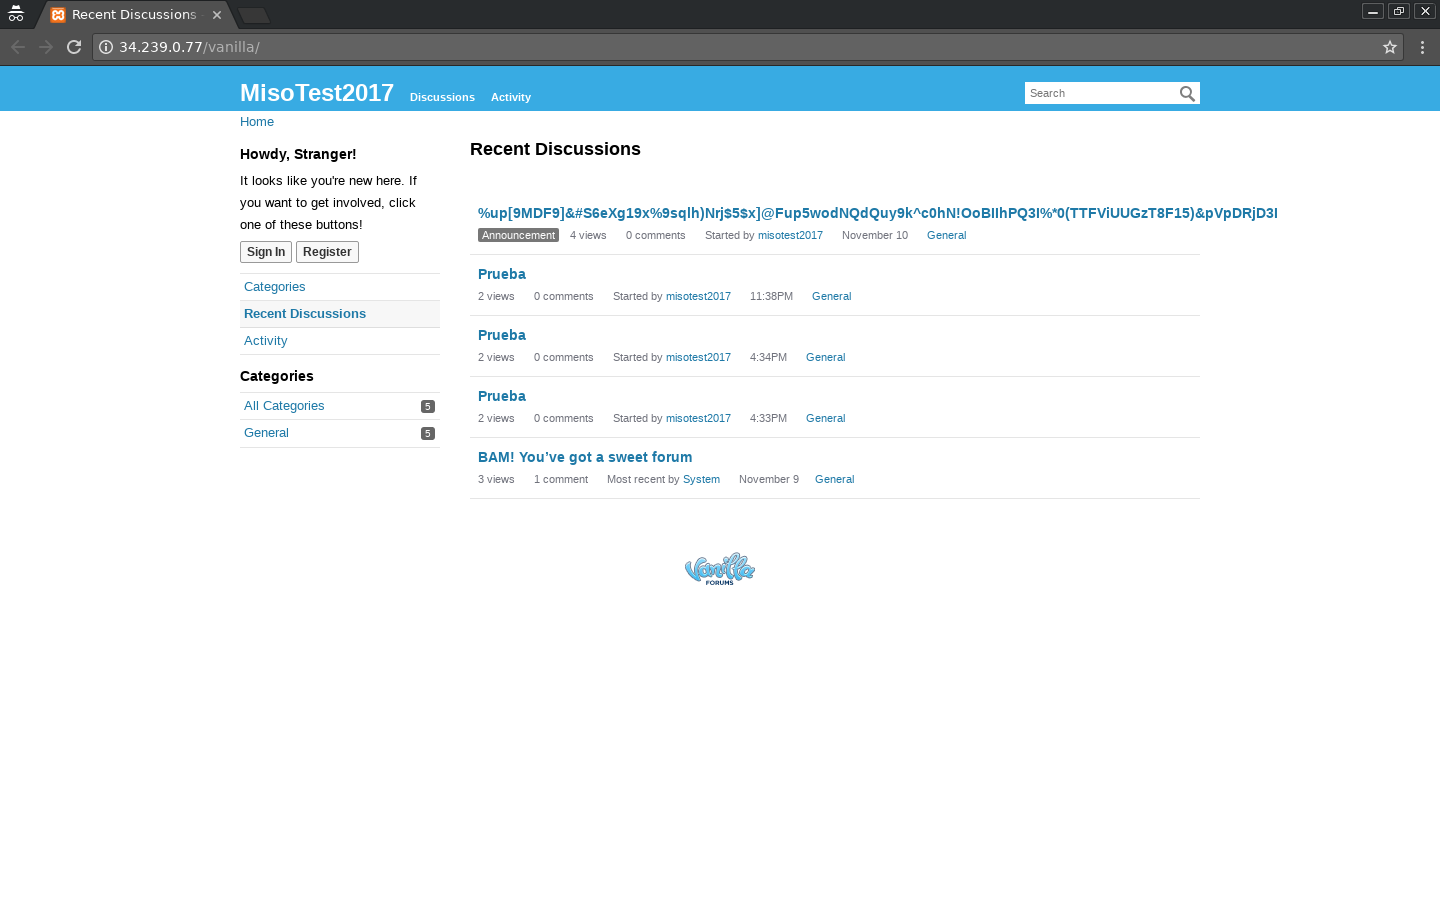 Recent Discussions -
34.239.0.77/vanilla/
MisoTest2017 Discussions Activity
Search
Home
Howdy, Stranger!
It looks like you're new here. If
you want to get involved, click
one of these buttons!
Sign In Register
Categories
Recent Discussions
Activity
Categories
All Categories 5
General 5
Recent Discussions
%up[9MDF9]&#S6eXg19x%9sqlh)Nrj$5$x]@Fup5wodNQdQuy9k^c0hN!OoBIIhPQ3I%*0(TTFViUUGzT8F15)&pVpDRjD3I
Announcement 4 views 0 comments Started by misotest2017 November 10 General
Prueba
2 views 0 comments Started by misotest2017 11:38PM General
Prueba
2 views 0 comments Started by misotest2017 4:34PM General
Prueba
2 views 0 comments Started by misotest2017 4:33PM General
BAM! You’ve got a sweet forum
3 views 1 comment Most recent by System November 9 General
Vanilla
FORUMS